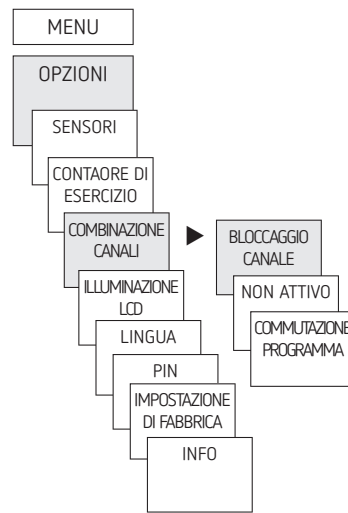 MENU
OPZIONI
SENSORI
CONTAORE DI
ESERCIZIO
COMBINAZIONE
CANALI
BLOCCAGGIO
CANALE
ILLUMINAZIONE
LCD
NON ATTIVO
LINGUA
COMMUTAZIONE
PROGRAMMA
PIN
IMPOSTAZIONE
DI FABBRICA
INFO